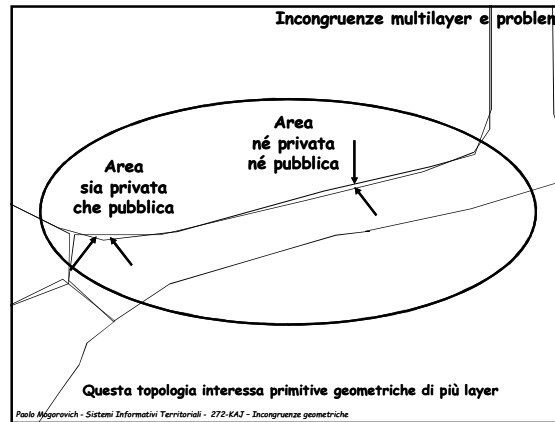 Incongruenze multilayer e problem
Area
né privata
né pubblica
Area
sia privata
che pubblica
Questa topologia interessa primitive geometriche di più layer
Paolo Mogorovich - Sistemi Informativi Territoriali - 272-KAJ - Incongruenze geometriche